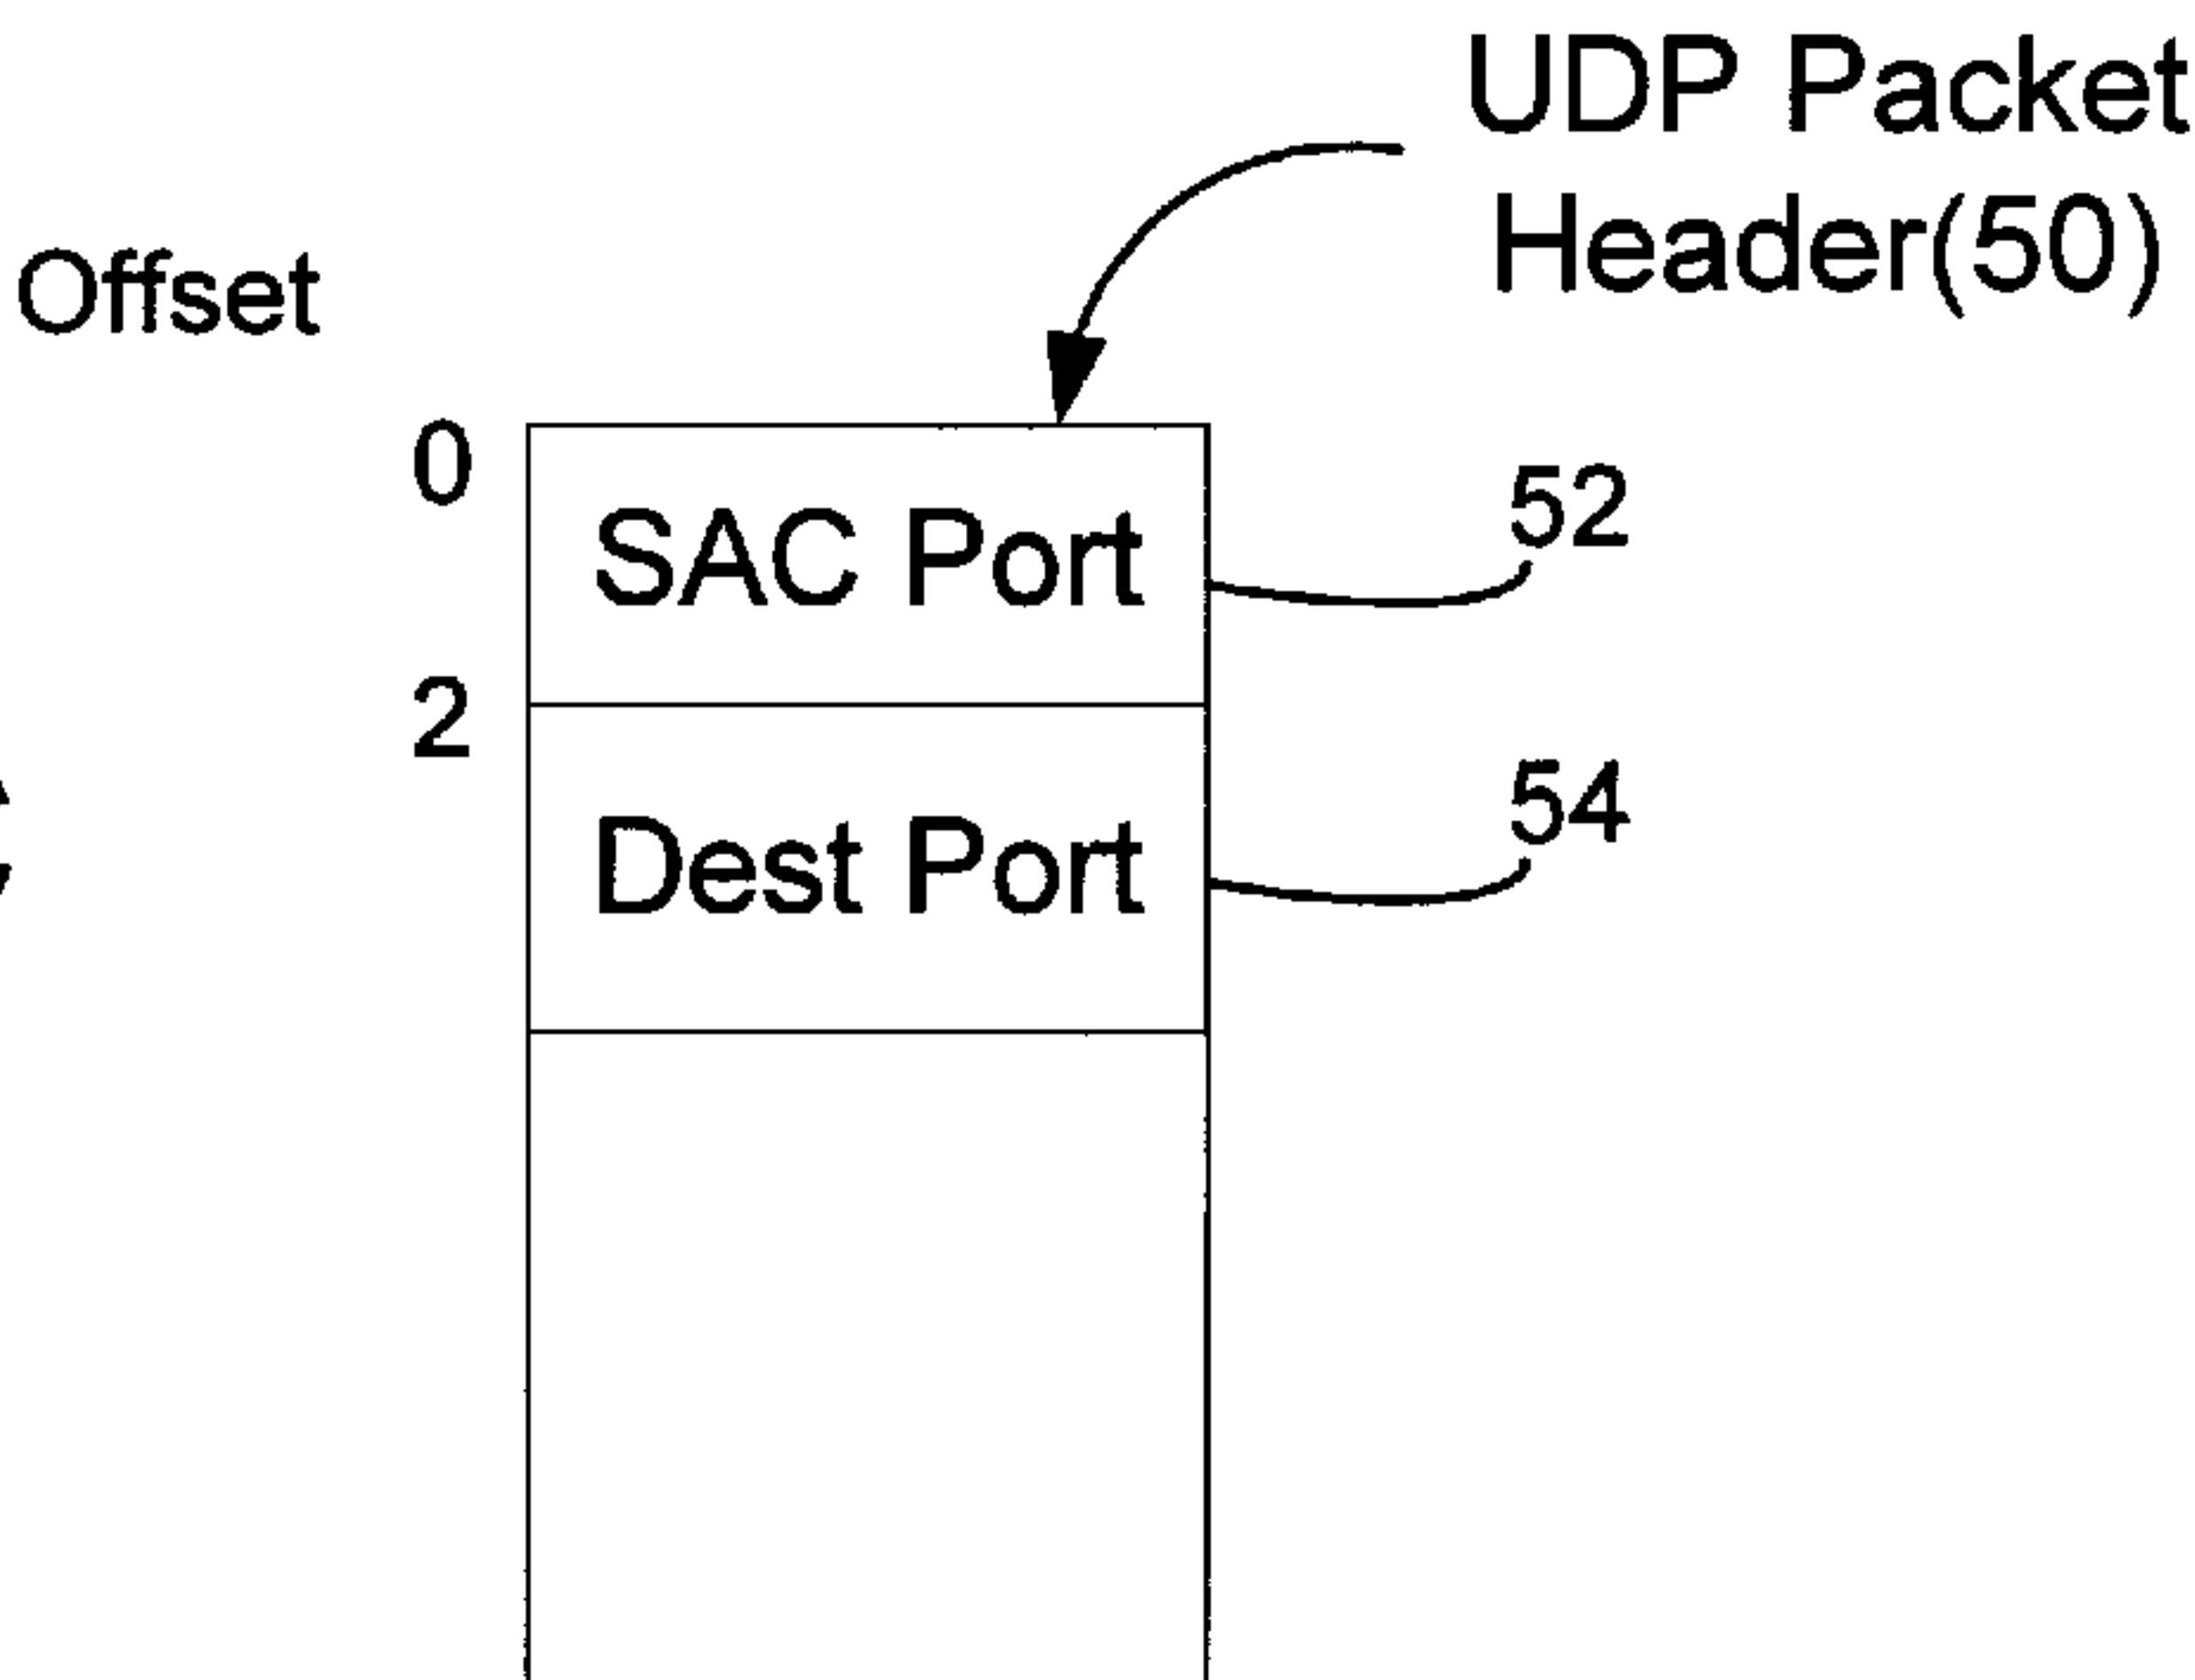 UDP Packet
Header(50)
Offset
0
SAC Port
52
2
Dest Port
54